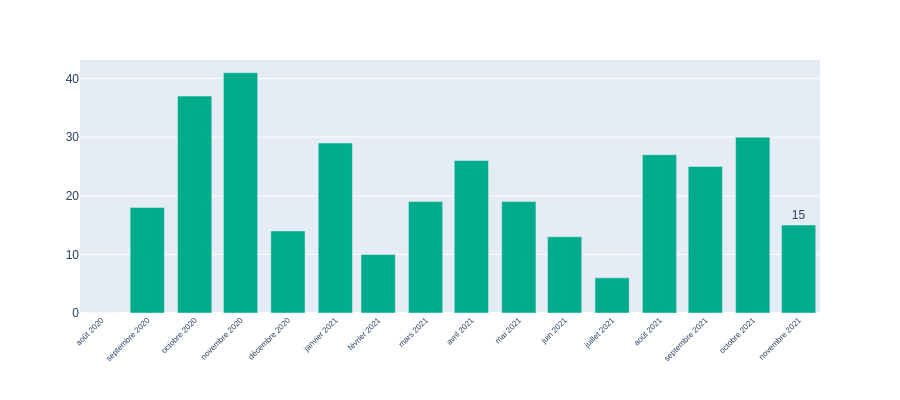 40
30
20
10
0
15
août 2020
septembre 2020
octobre 2020
novembre 2020
décembre 2020
janvier 2021
février 2021
mars 2021
avril 2021
mai 2021
juin 2021
juillet 2021
août 2021
septembre 2021
octobre 2021
novembre 2021